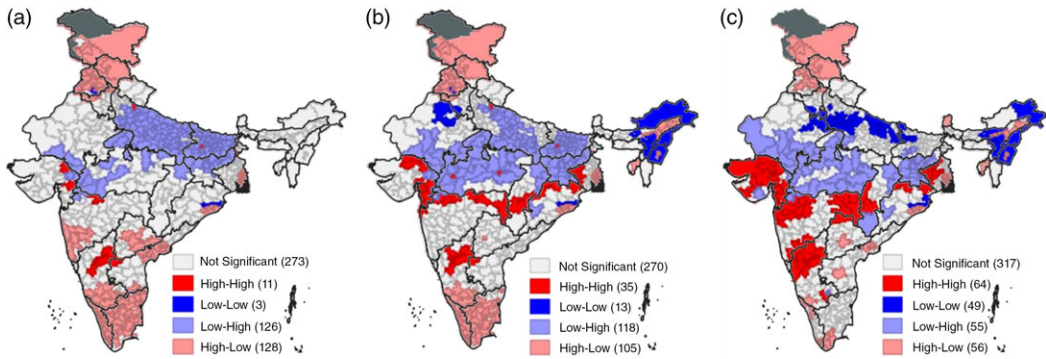 (a)
Not Significant (273)
High-High (11)
Low-Low (3)
Low-High (126)
High-Low (128)
(b)
Not Significant (270)
High-High (35)
Low-Low (13)
Low-High (118)
High-Low (105)
(c)
Not Significant (317)
High-High (64)
Low-Low (49)
Low-High (55)
High-Low (56)